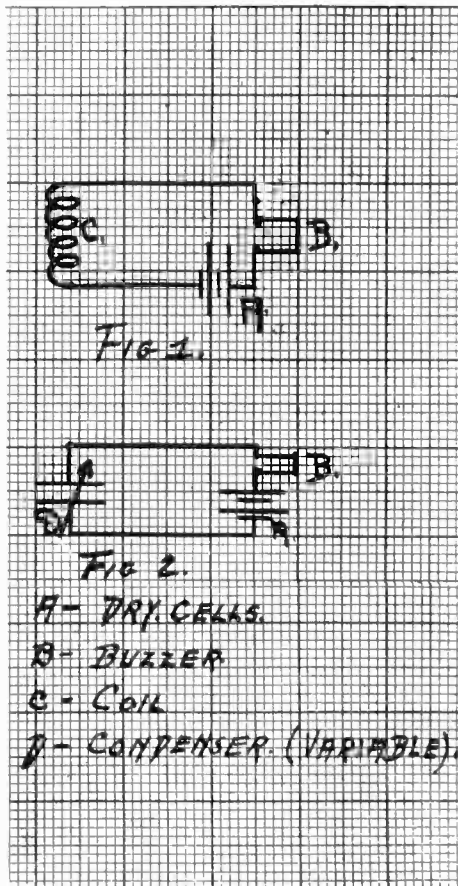 C.
B.
A
FIG 1.
B.
D
A
FIG 2.
A- DRY. CELLS.
B- BUZZER
C- COIL
D- CONDENSER. (VARIABLE).